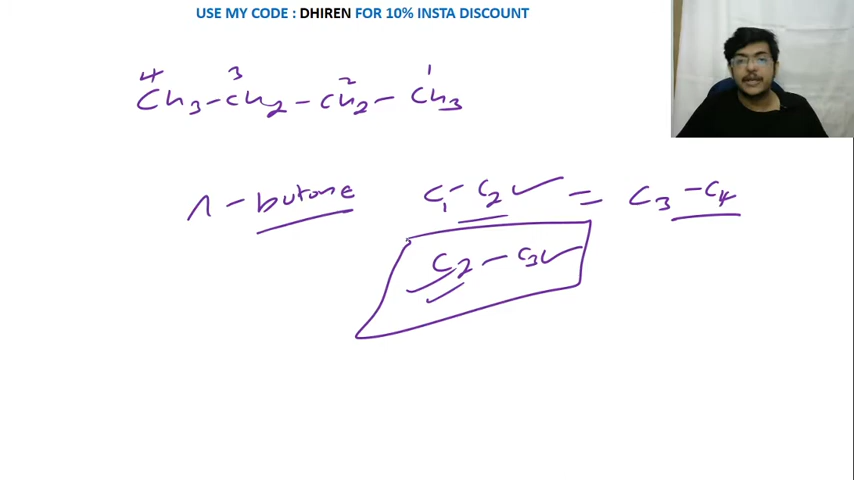 USE MY CODE : DHIREN FOR 10% INSTA DISCOUNT
4 3 2 1
CH3-CH2-CH2-CH3
n-butane C1-C2 ✓ = C3-C4
C2-C3 ✓